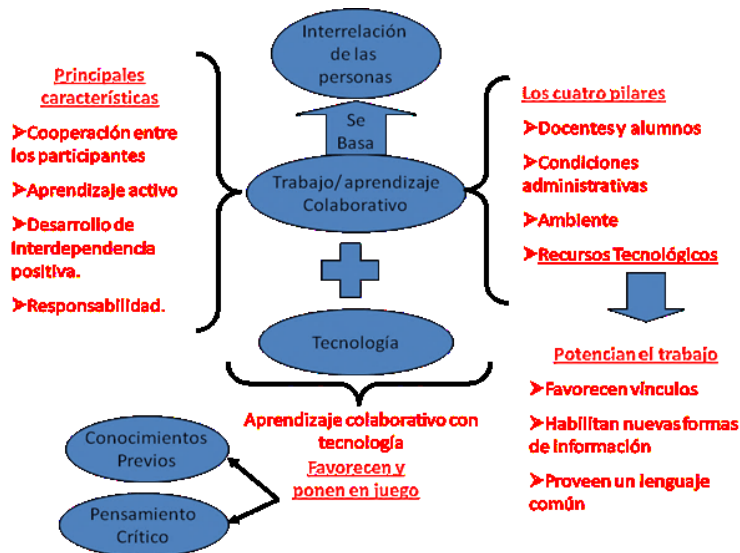 Interrelación
de las
personas
Se
Basa
Trabajo/aprendizaje
Colaborativo
Tecnología
Principales
características
➤Cooperación entre
los participantes
➤Aprendizaje activo
➤Desarrollo de
interdependencia
positiva.
➤Responsabilidad.
Los cuatro pilares
➤Docentes y alumnos
➤Condiciones
administrativas
➤Ambiente
➤Recursos Tecnológicos
Potencian el trabajo
➤Favorecen vínculos
➤Habilitan nuevas formas
de información
➤Proveen un lenguaje
común
Aprendizaje colaborativo con
tecnología
Favorecen y
ponen en juego
Conocimientos
Previos
Pensamiento
Crítico